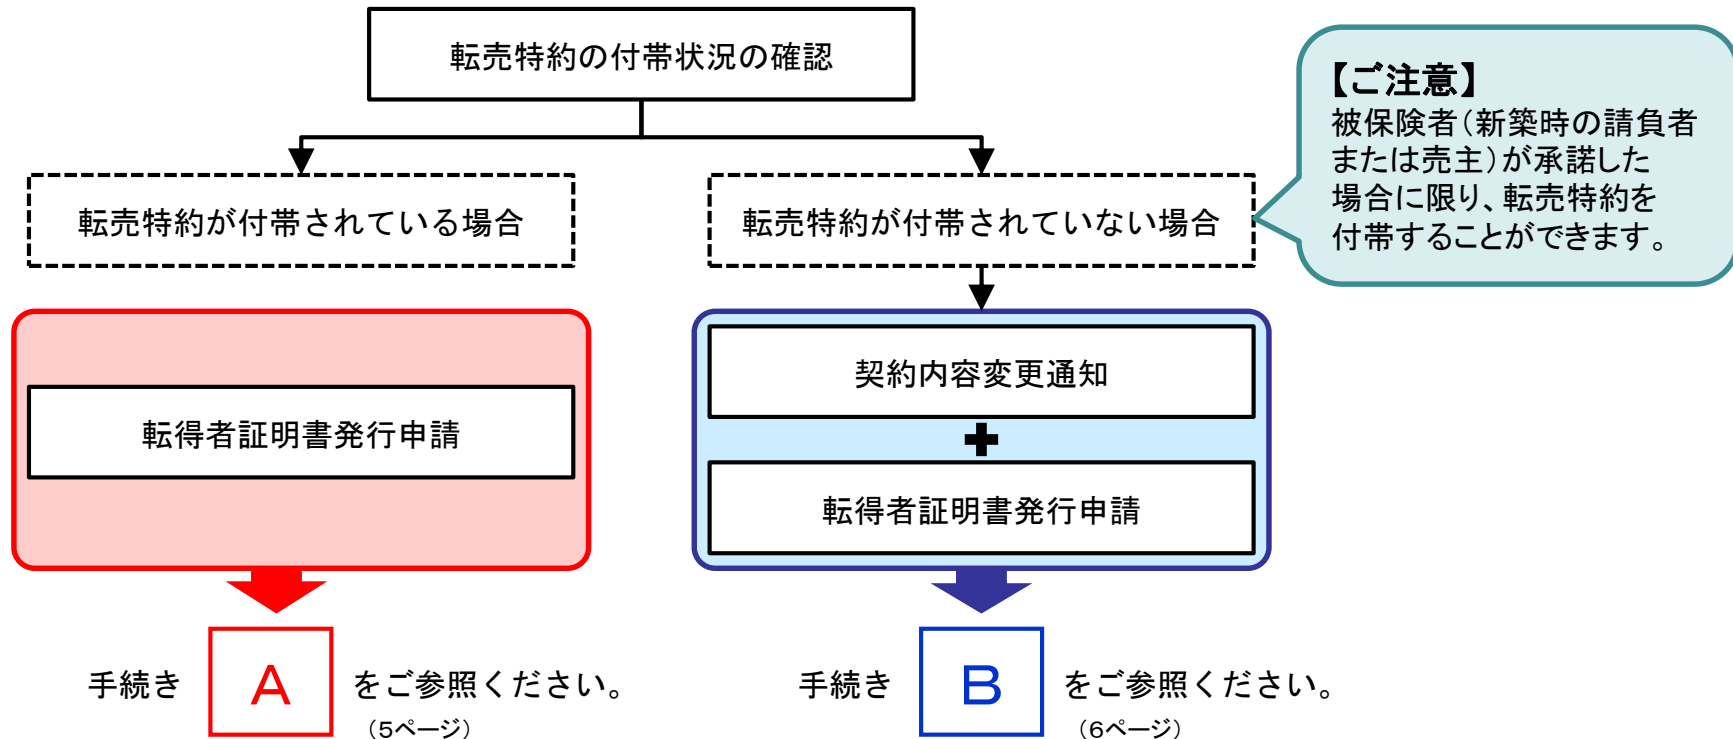 転売特約の付帯状況の確認
【ご注意】
被保険者（新築時の請負者
または売主）が承諾した
場合に限り、転売特約を
付帯することができます。
転売特約が付帯されている場合
転売特約が付帯されていない場合
転得者証明書発行申請
契約内容変更通知
転得者証明書発行申請
手続き A をご参照ください。
（5ページ）
手続き B をご参照ください。
（6ページ）